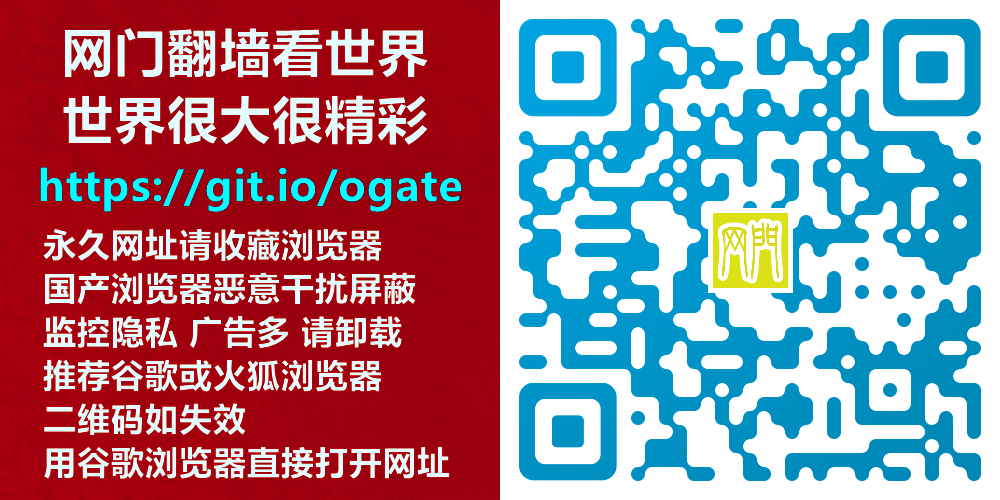 网门翻墙看世界
世界很大很精彩
https://git.io/ogate
永久网址请收藏浏览器
国产浏览器恶意干扰屏蔽
监控隐私 广告多 请卸载
推荐谷歌或火狐浏览器
二维码如失效
用谷歌浏览器直接打开网址
网門